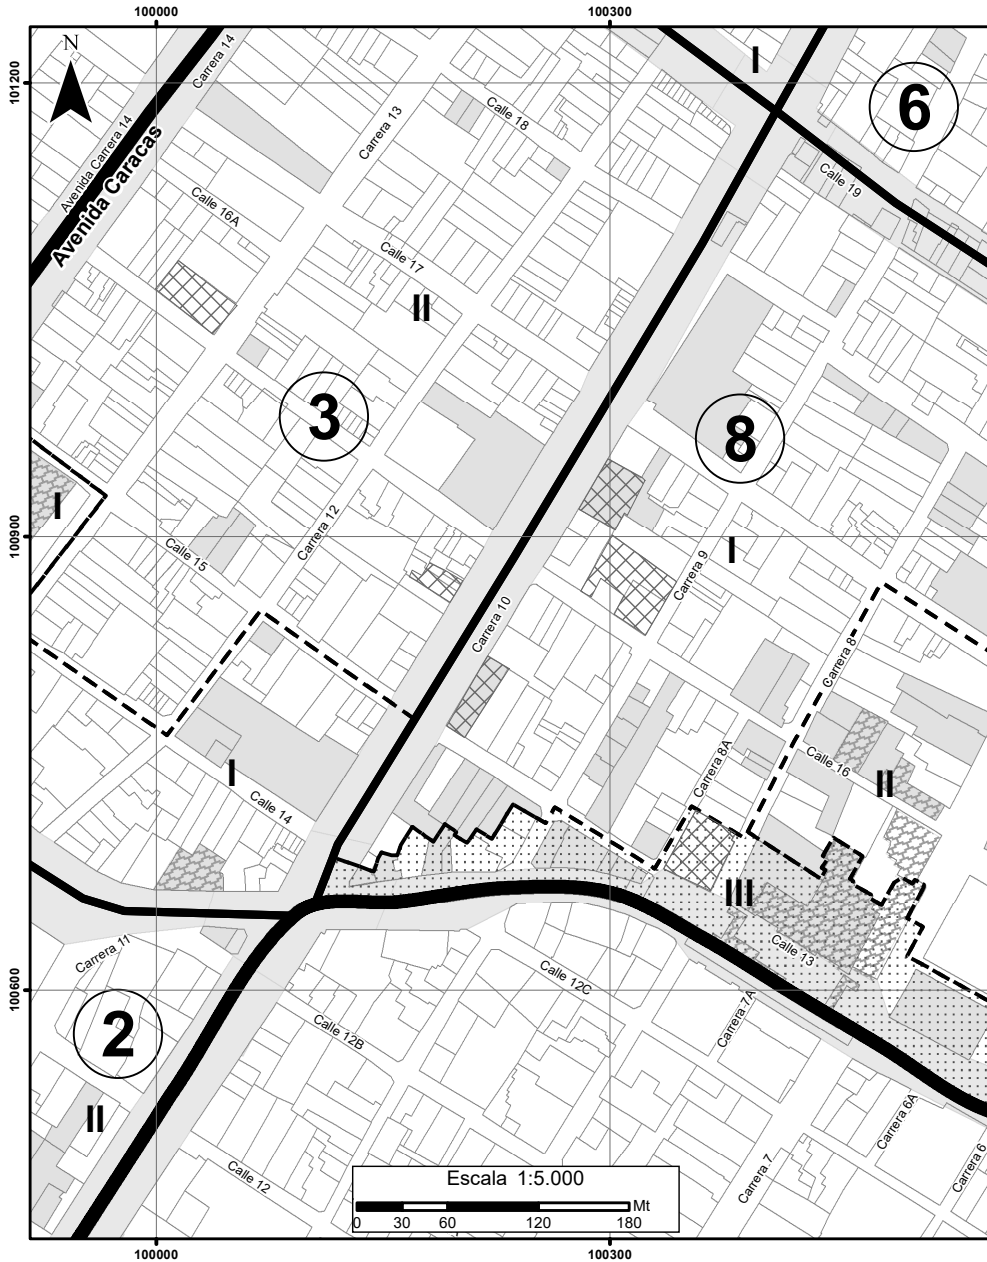 100000
100300
101200
N
Carrera 14
I
6
Avenida Carrera 14
Avenida Caracas
Carrera 13
Calle 18
Calle 19
Calle 16A
Calle 17
II
3
8
I
100900
Calle 15
Carrera 12
I
Carrera 9
Carrera 10
Carrera 8
Carrera 8A
Calle 16
II
I
Calle 14
III
Calle 13
Carrera 11
Calle 12C
100600
2
Calle 12B
Carrera 7A
II
Carrera 6A
Calle 12
Carrera 7
Carrera 6
Escala 1:5.000
Mt
0 30 60 120 180
100000
100300